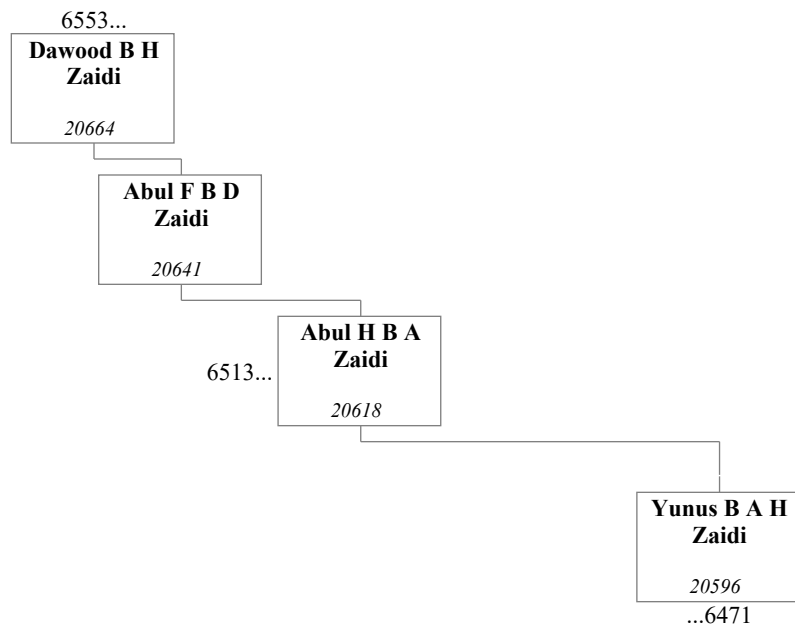 6553...
Dawood B H
Zaidi
20664
Abul F B D
Zaidi
20641
Abul H B A
Zaidi
6513...
20618
Yunus B A H
Zaidi
20596
...6471